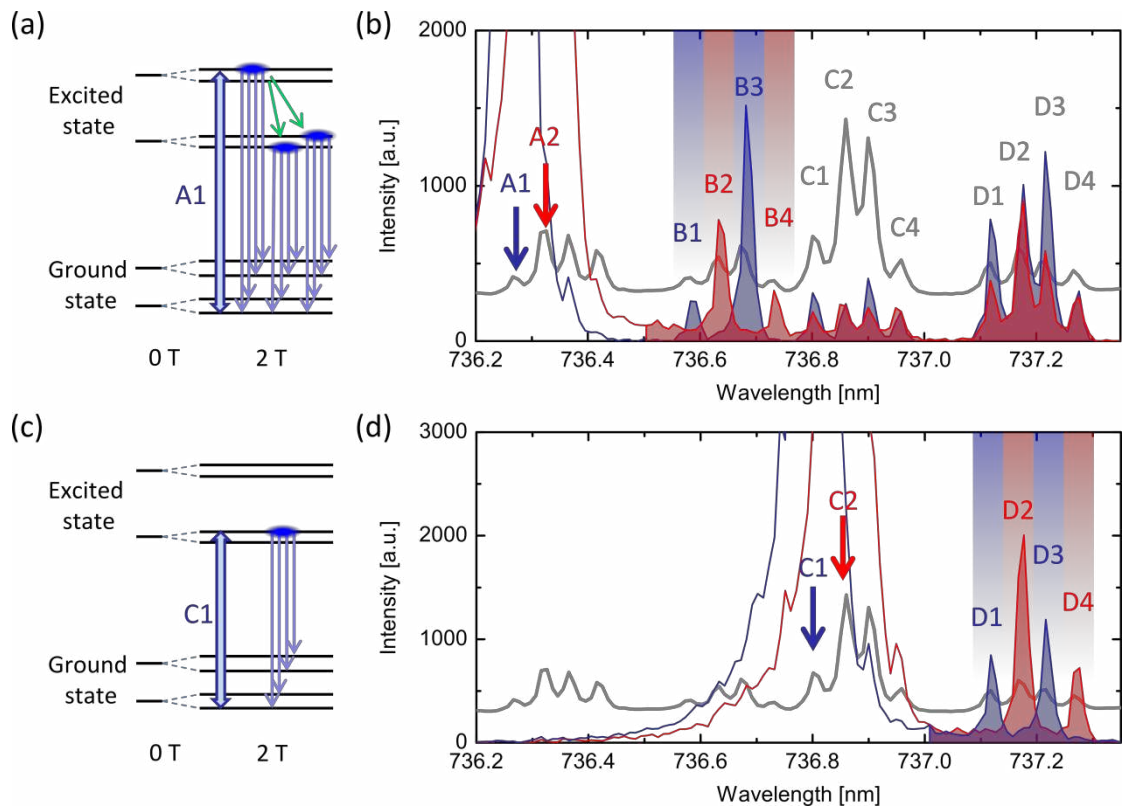 (a)
Excited
state
A1
Ground
state
0 T
2 T
(b)
Intensity [a.u.]
2000
1000
0
A1
A2
B1
B2
B3
B4
C1
C2
C3
C4
D1
D2
D3
D4
736.2
736.4
736.6
736.8
737.0
737.2
Wavelength [nm]
(c)
Excited
state
C1
Ground
state
0 T
2 T
(d)
Intensity [a.u.]
3000
2000
1000
0
C1
C2
D1
D2
D3
D4
736.2
736.4
736.6
736.8
737.0
737.2
Wavelength [nm]